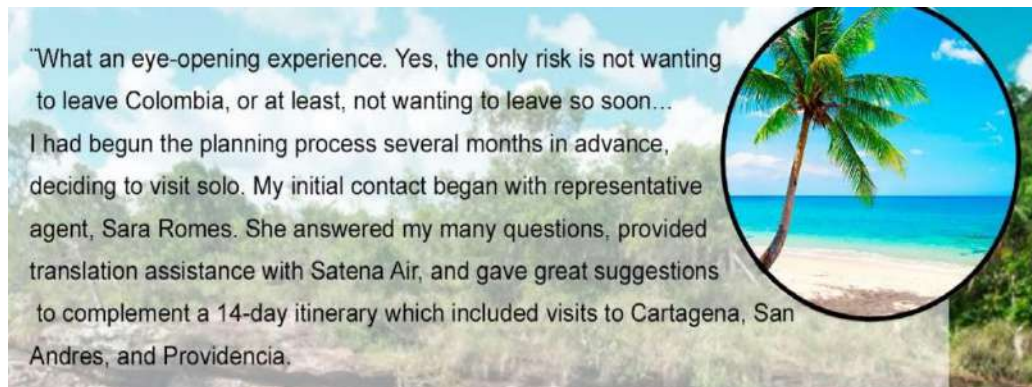 ¨What an eye-opening experience. Yes, the only risk is not wanting
to leave Colombia, or at least, not wanting to leave so soon...
I had begun the planning process several months in advance,
deciding to visit solo. My initial contact began with representative
agent, Sara Romes. She answered my many questions, provided
translation assistance with Satena Air, and gave great suggestions
to complement a 14-day itinerary which included visits to Cartagena, San
Andres, and Providencia.